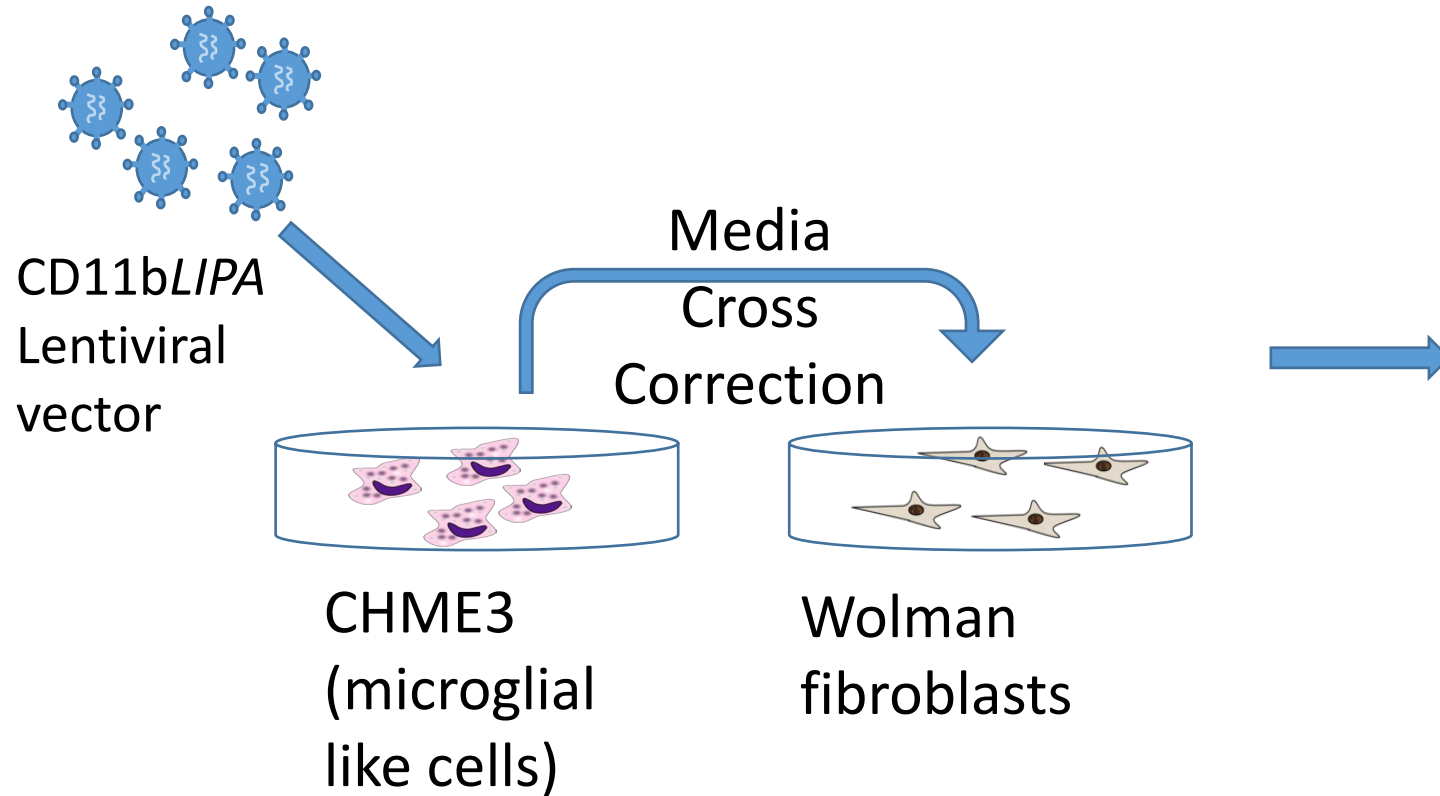 CD11bLIPA
Lentiviral
vector
Media
Cross
Correction
CHME3
(microglial
like cells)
Wolman
fibroblasts